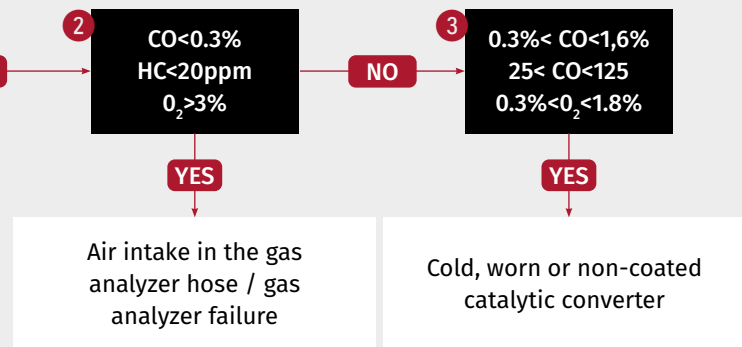 2
CO<0.3%
HC<20ppm
0₂>3%
NO
3
0.3%< CO<1,6%
25< CO<125
0.3%<0₂<1.8%
YES
YES
Air intake in the gas
analyzer hose / gas
analyzer failure
Cold, worn or non-coated
catalytic converter